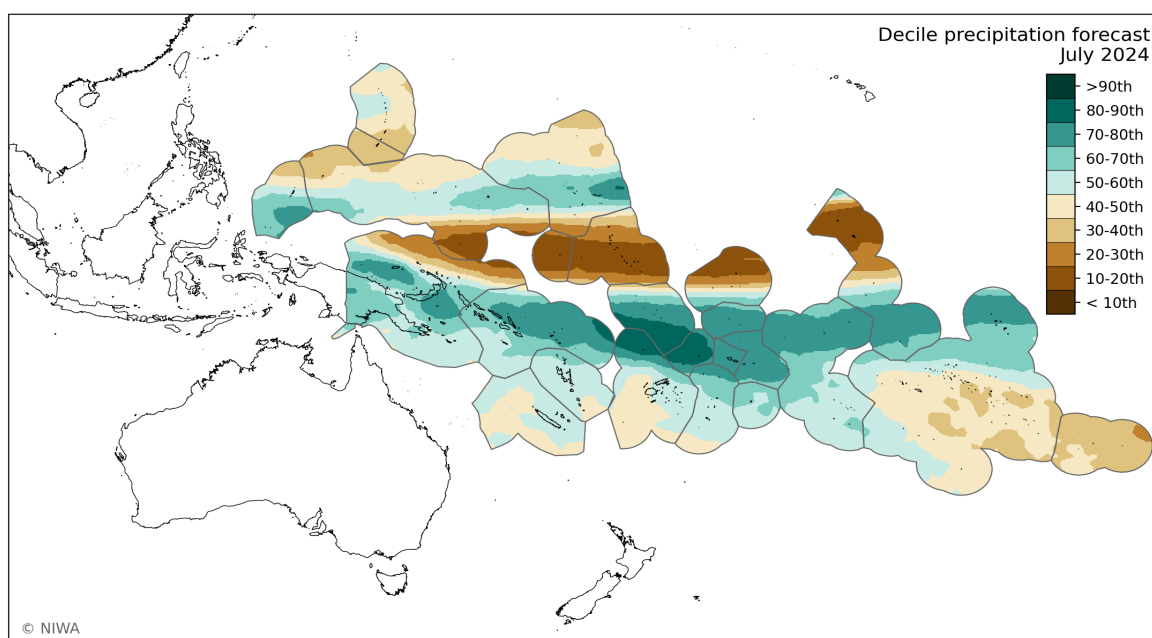 Decile precipitation forecast
July 2024
>90th
80-90th
70-80th
60-70th
50-60th
40-50th
30-40th
20-30th
10-20th
< 10th
© NIWA